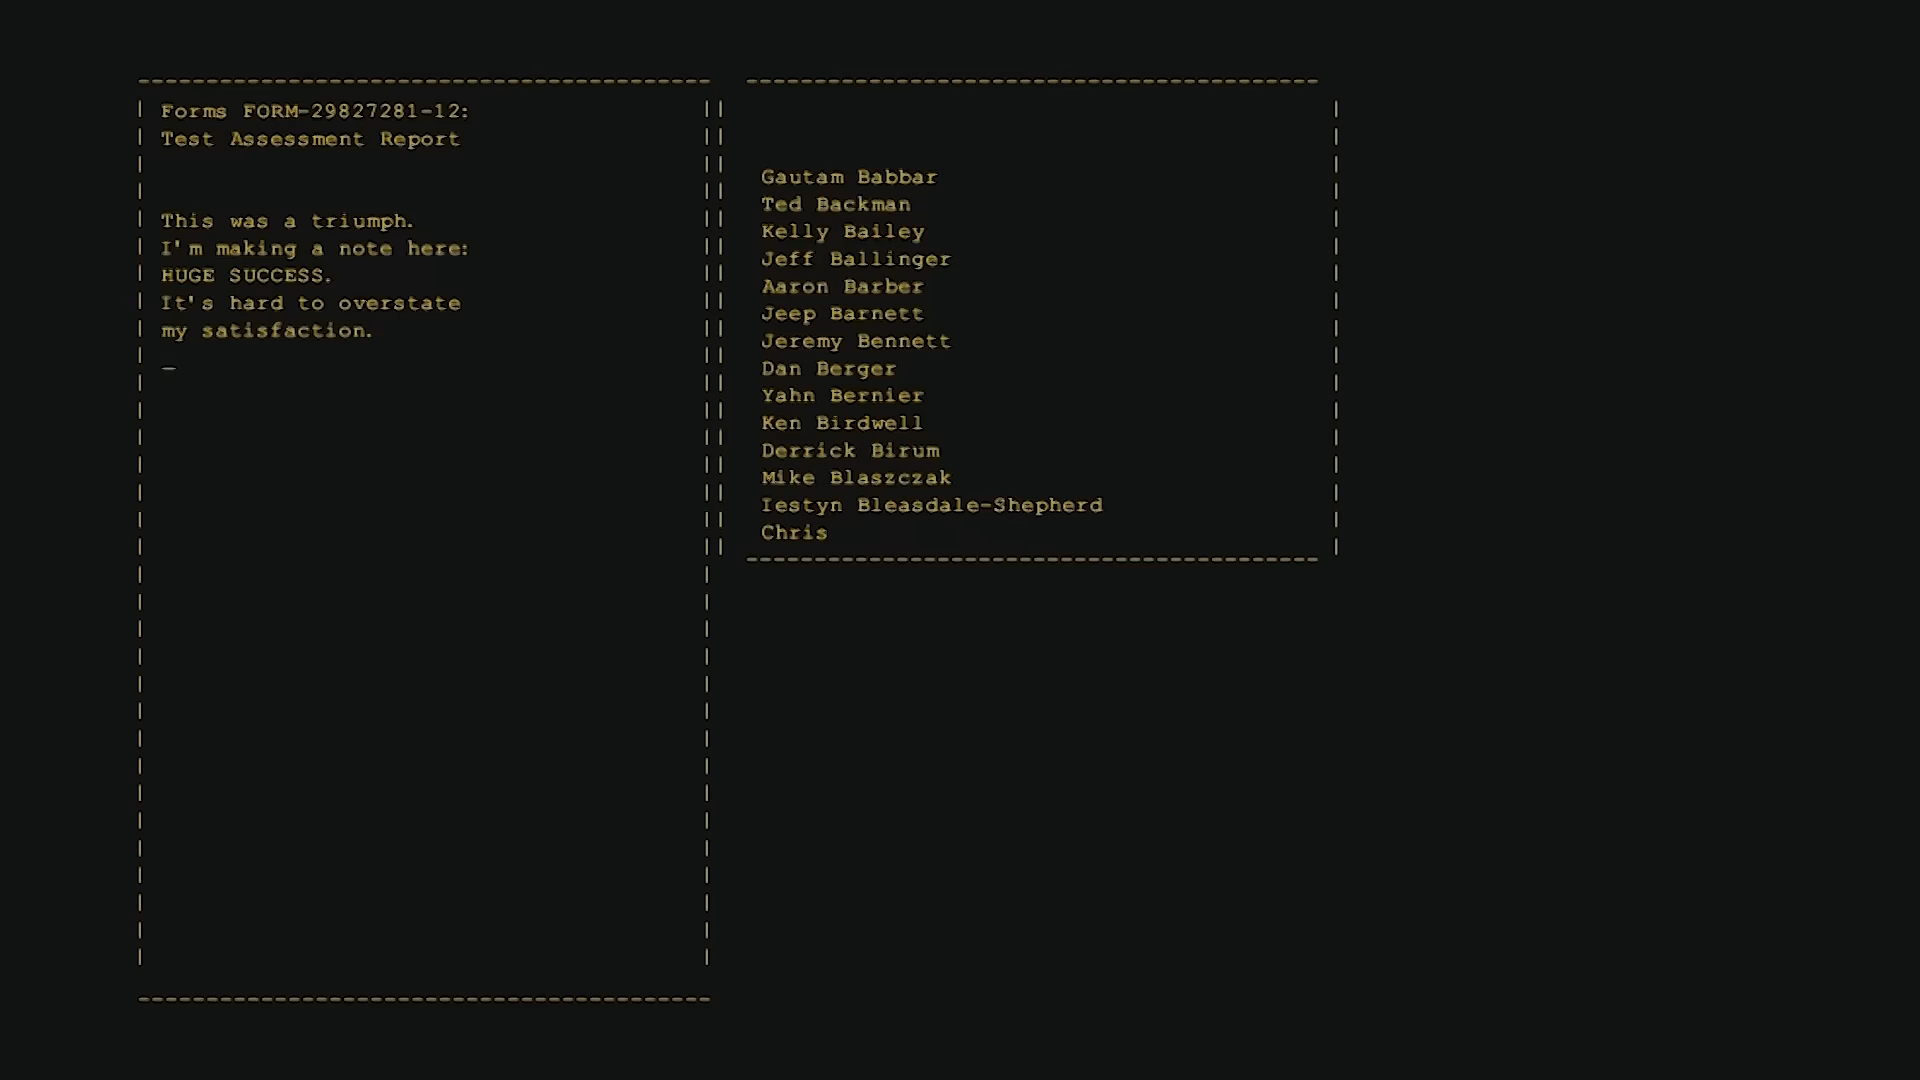 Forms FORM-29827281-12:
Test Assessment Report
This was a triumph.
I'm making a note here:
HUGE SUCCESS.
It's hard to overstate
my satisfaction.
_
Gautam Babbar
Ted Backman
Kelly Bailey
Jeff Ballinger
Aaron Barber
Jeep Barnett
Jeremy Bennett
Dan Berger
Yahn Bernier
Ken Birdwell
Derrick Birum
Mike Blaszczak
Iestyn Bleasdale-Shepherd
Chris